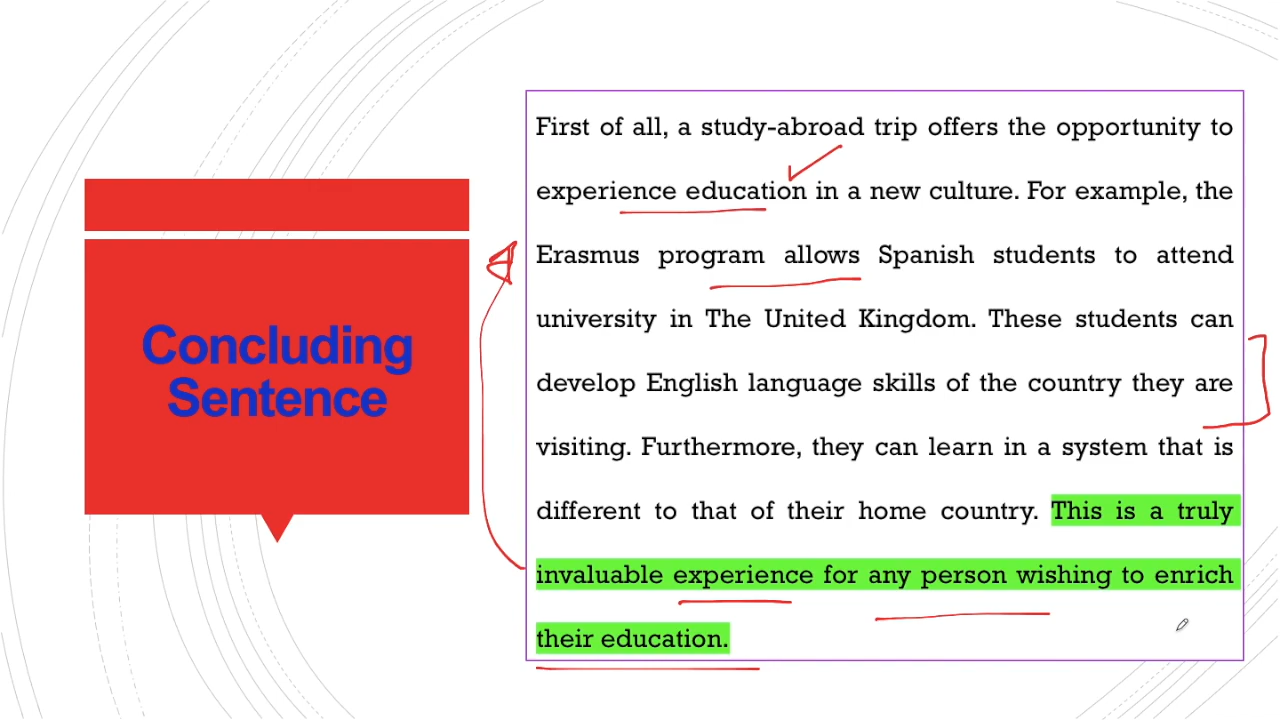 Concluding
Sentence
First of all, a study-abroad trip offers the opportunity to
experience education in a new culture. For example, the
Erasmus program allows Spanish students to attend
university in The United Kingdom. These students can
develop English language skills of the country they are
visiting. Furthermore, they can learn in a system that is
different to that of their home country. This is a truly
invaluable experience for any person wishing to enrich
their education.